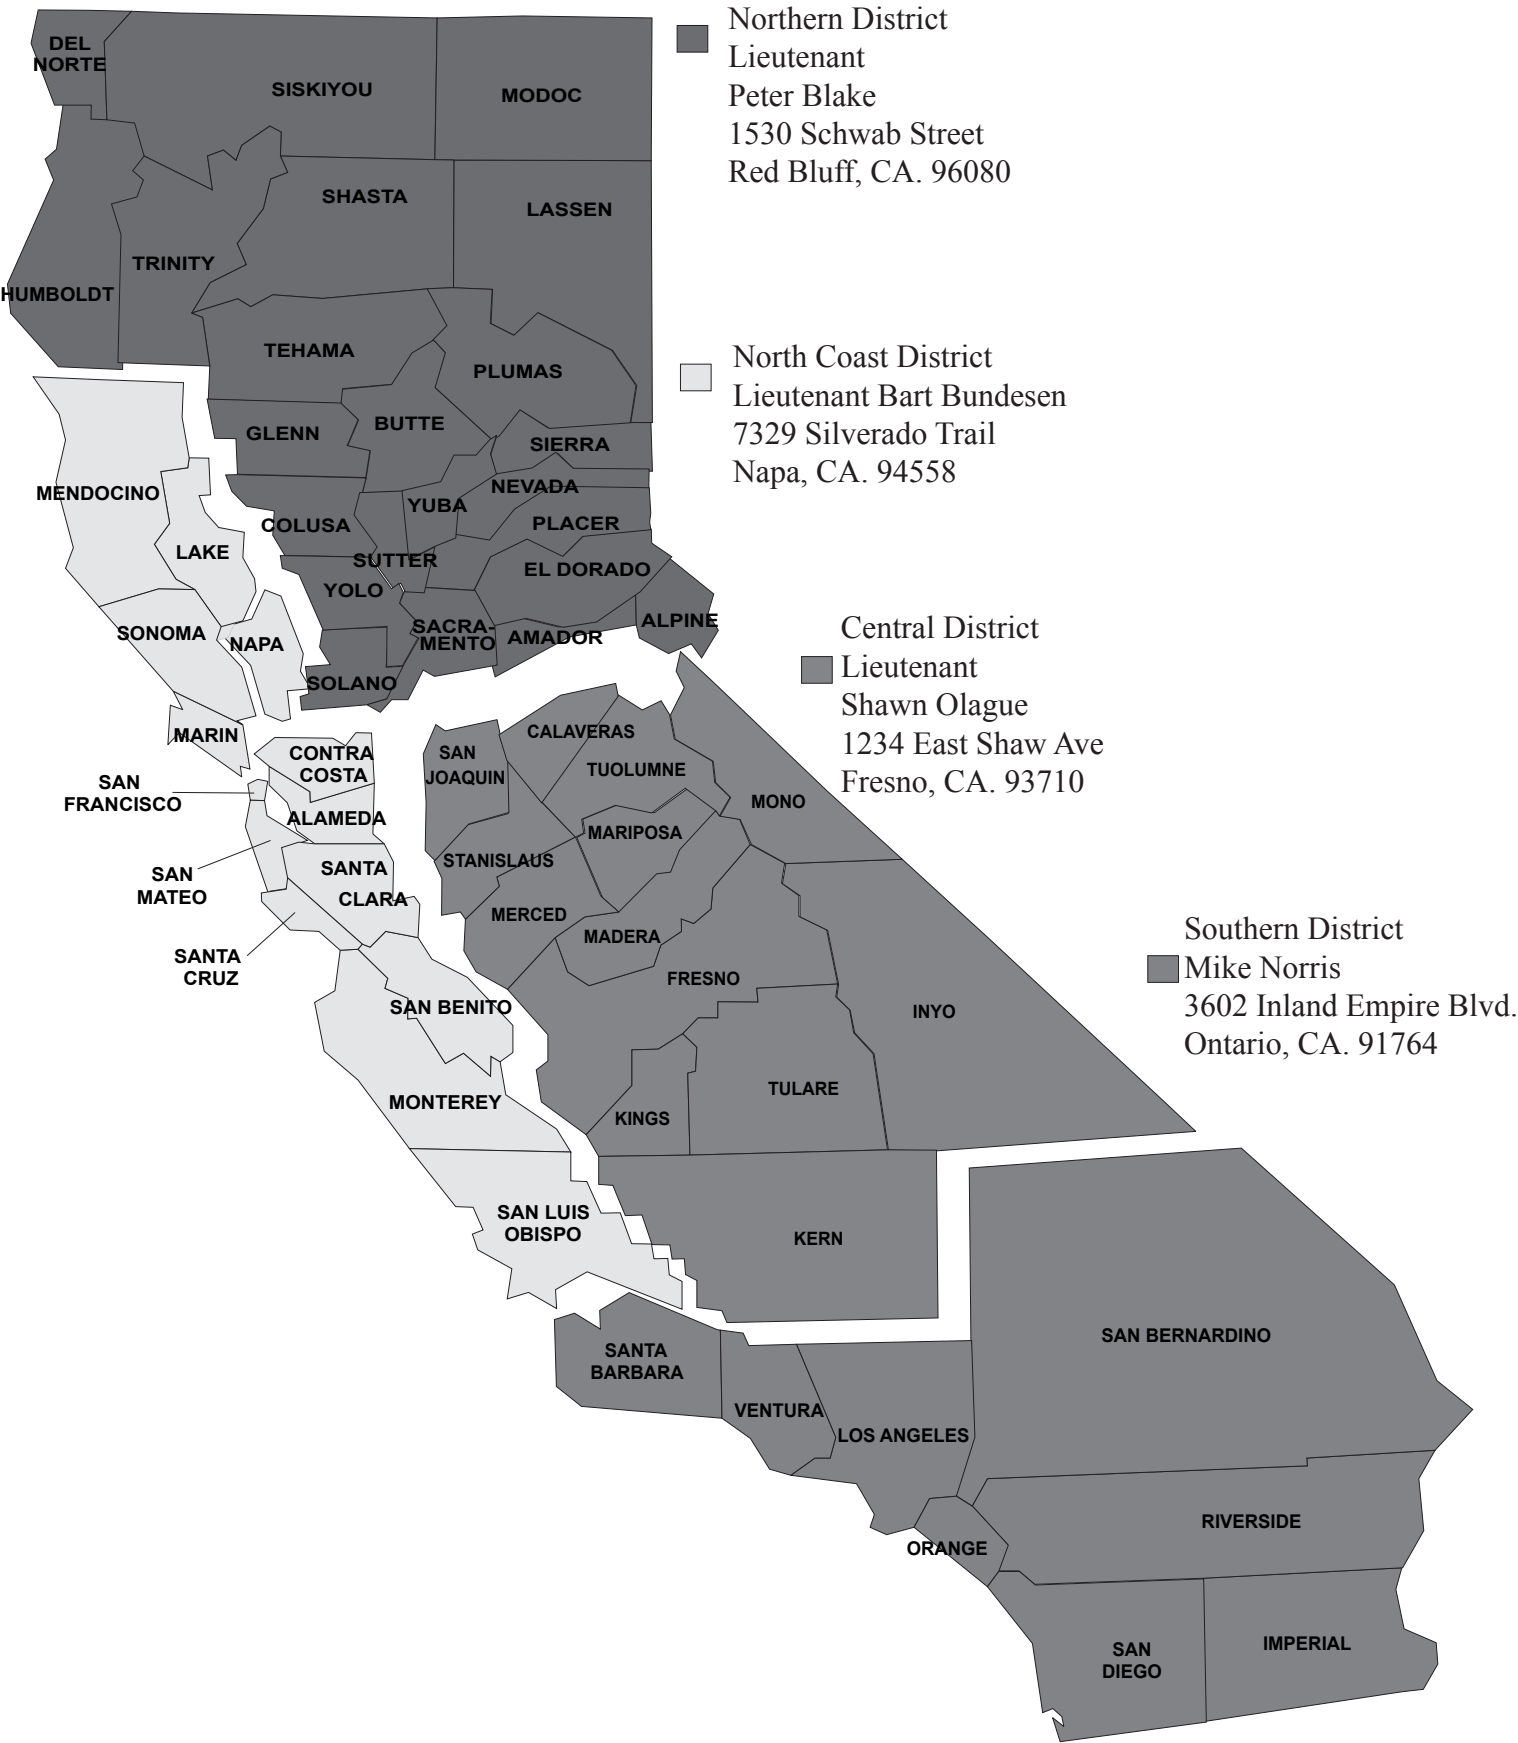 Northern District
Lieutenant
Peter Blake
1530 Schwab Street
Red Bluff, CA. 96080
North Coast District
Lieutenant Bart Bundesen
7329 Silverado Trail
Napa, CA. 94558
Central District
Lieutenant
Shawn Olague
1234 East Shaw Ave
Fresno, CA. 93710
Southern District
Mike Norris
3602 Inland Empire Blvd.
Ontario, CA. 91764
DEL
NORTE
SISKIYOU
MODOC
SHASTA
LASSEN
TRINITY
HUMBOLDT
TEHAMA
PLUMAS
BUTTE
GLENN
SIERRA
NEVADA
YUBA
COLUSA
PLACER
SUTTER
EL DORADO
YOLO
SACRA-
MENTO
AMADOR
ALPINE
SOLANO
MENDOCINO
LAKE
SONOMA
NAPA
MARIN
CONTRA
COSTA
SAN
FRANCISCO
ALAMEDA
SAN
MATEO
SANTA
CLARA
SANTA
CRUZ
SAN BENITO
MONTEREY
SAN LUIS
OBISPO
SAN
JOAQUIN
CALAVERAS
TUOLUMNE
MONO
MARIPOSA
STANISLAUS
MERCED
MADERA
FRESNO
INYO
KINGS
TULARE
KERN
SANTA
BARBARA
VENTURA
LOS ANGELES
SAN BERNARDINO
ORANGE
RIVERSIDE
SAN
DIEGO
IMPERIAL